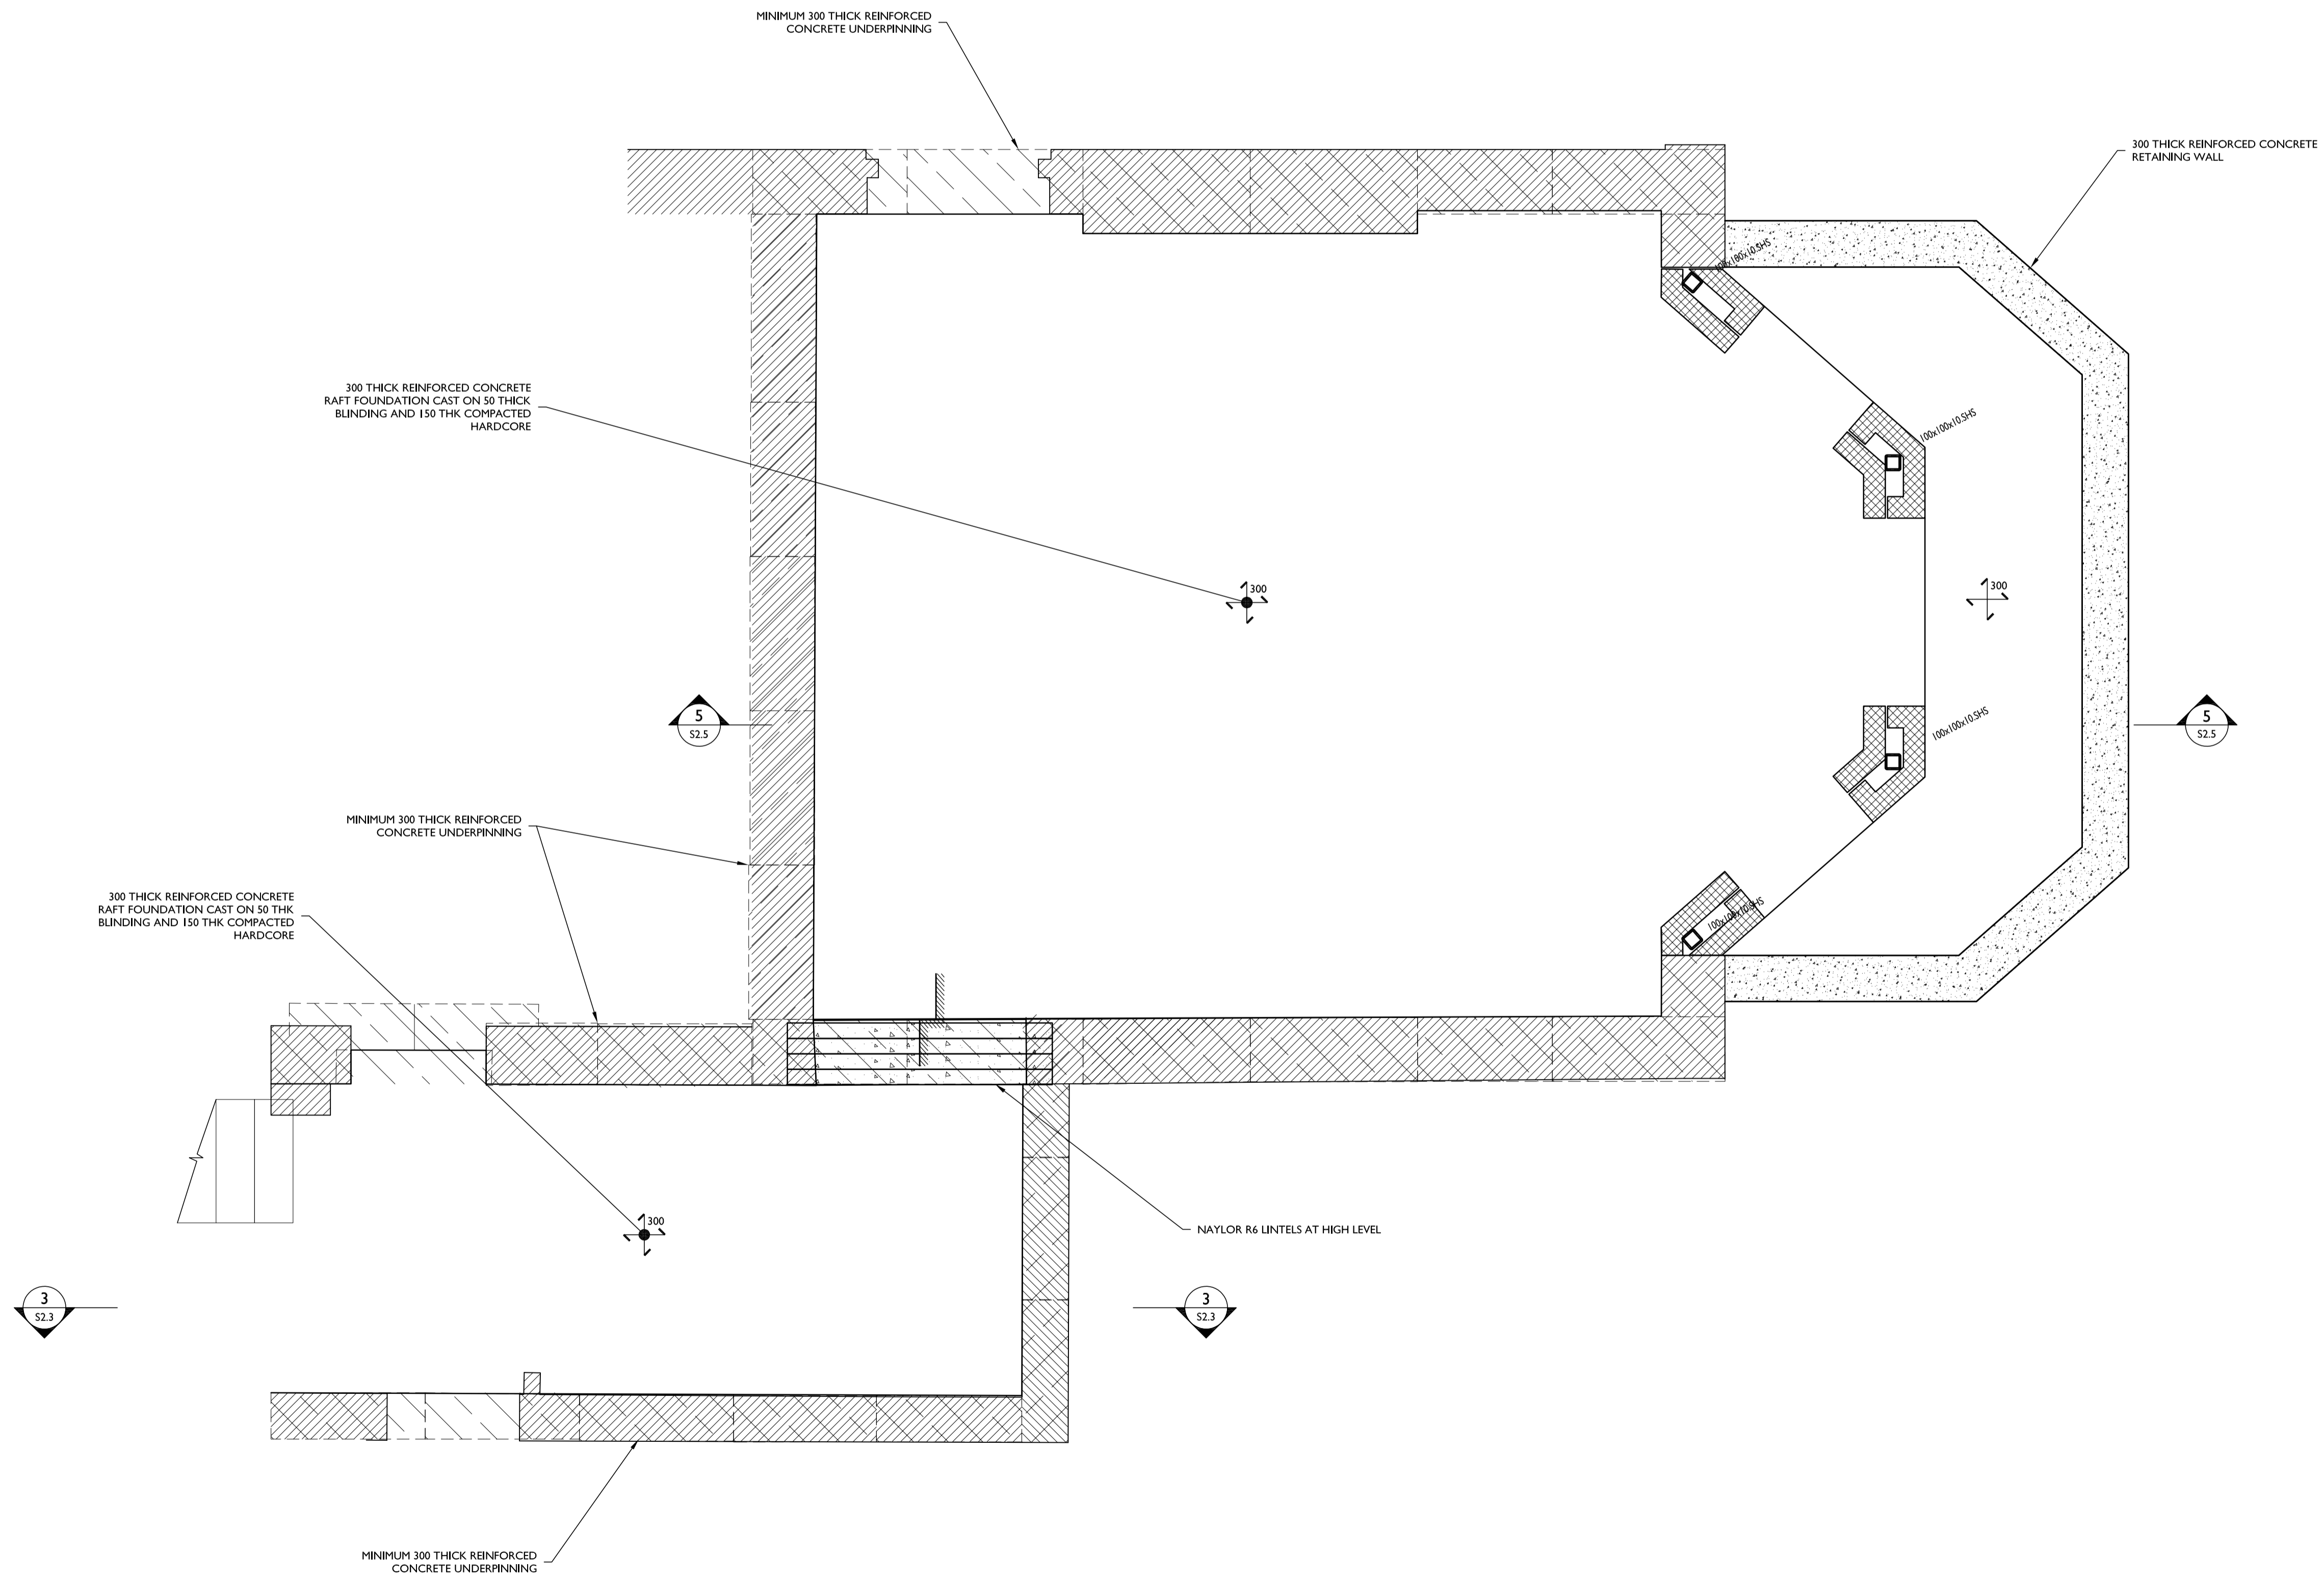 MINIMUM 300 THICK REINFORCED
CONCRETE UNDERPINNING
300 THICK REINFORCED CONCRETE
RETAINING WALL
100x100x10.SHS
300 THICK REINFORCED CONCRETE
RAFT FOUNDATION CAST ON 50 THICK
BLINDING AND 150 THK COMPACTED
HARDCORE
100x100x10.SHS
300
300
5
S2.5
5
S2.5
100x100x10.SHS
MINIMUM 300 THICK REINFORCED
CONCRETE UNDERPINNING
300 THICK REINFORCED CONCRETE
RAFT FOUNDATION CAST ON 50 THK
BLINDING AND 150 THK COMPACTED
HARDCORE
100x100x10.SHS
300
NAYLOR R6 LINTELS AT HIGH LEVEL
3
S2.3
3
S2.3
MINIMUM 300 THICK REINFORCED
CONCRETE UNDERPINNING